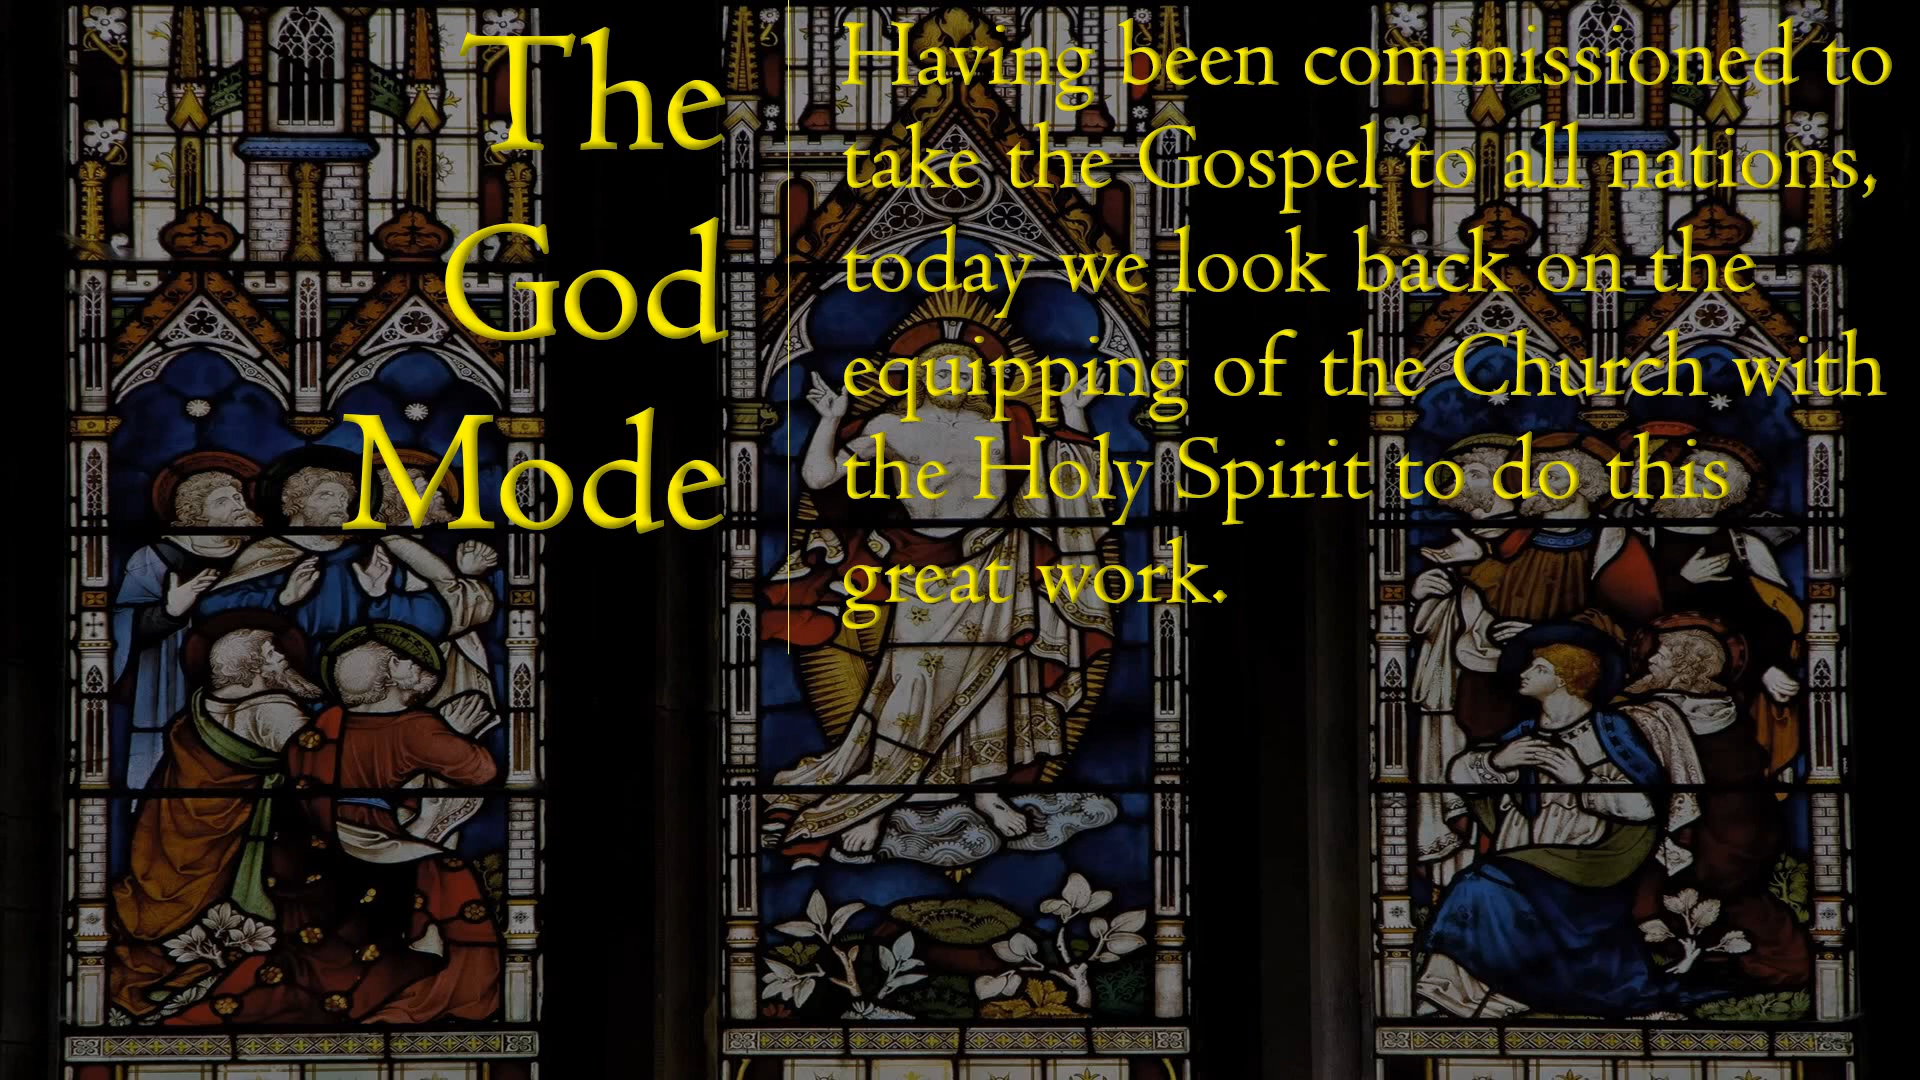 The
God
Mode
Having been commissioned to
take the Gospel to all nations,
today we look back on the
equipping of the Church with
the Holy Spirit to do this
great work.